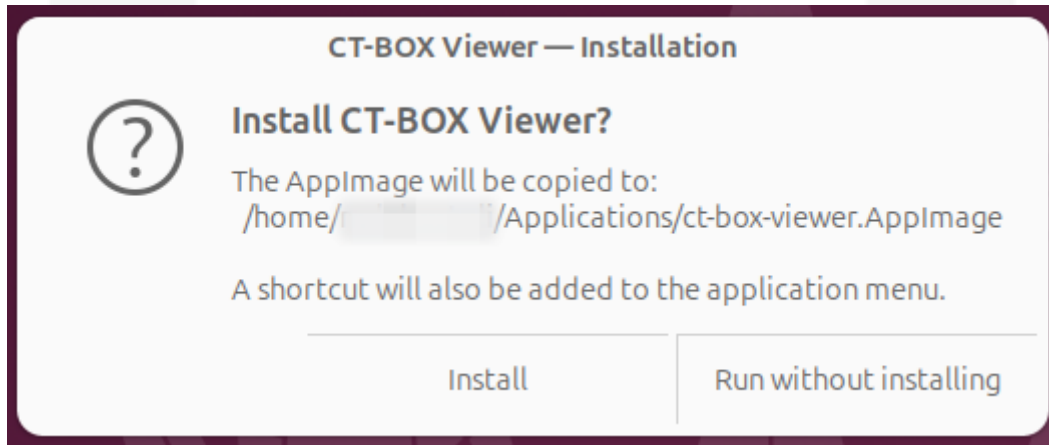 CT-BOX Viewer — Installation
Install CT-BOX Viewer?
The AppImage will be copied to:
/home/ /Applications/ct-box-viewer.AppImage
A shortcut will also be added to the application menu.
Install
Run without installing